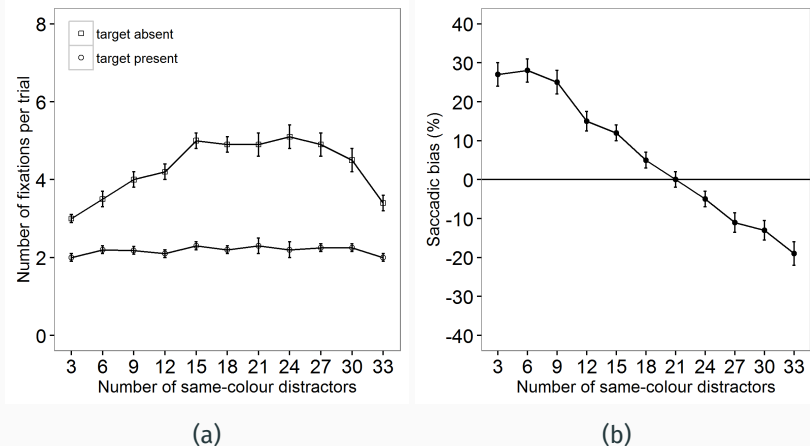 8
6
4
2
0
Number of fixations per trial
target absent
target present
3 6 9 12 15 18 21 24 27 30 33
Number of same-colour distractors
(a)
40
30
20
10
0
-10
-20
-30
-40
Saccadic bias (%)
3 6 9 12 15 18 21 24 27 30 33
Number of same-colour distractors
(b)